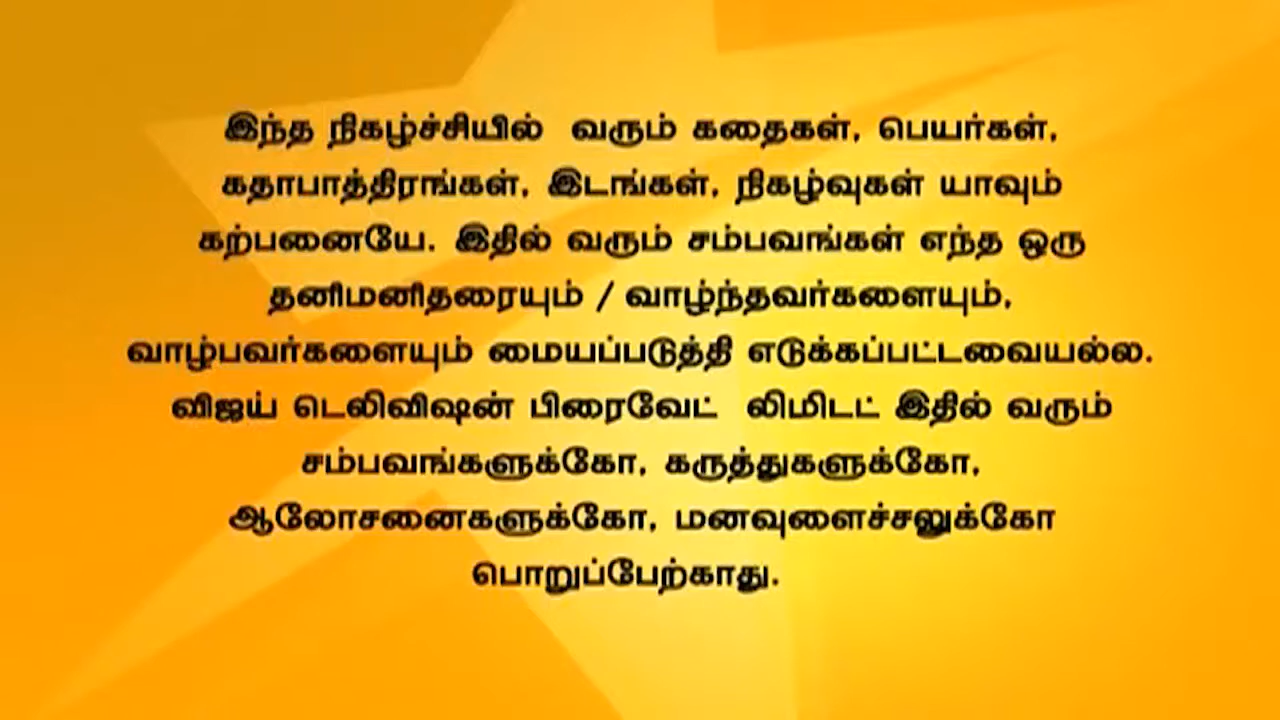 இந்த நிகழ்ச்சியில் வரும் கதைகள், பெயர்கள்,
கதாபாத்திரங்கள், இடங்கள், நிகழ்வுகள் யாவும்
கற்பனையே. இதில் வரும் சம்பவங்கள் எந்த ஒரு
தனிமனிதரையும் / வாழ்ந்தவர்களையும்,
வாழ்பவர்களையும் மையப்படுத்தி எடுக்கப்பட்டவையல்ல.
விஜய் டெலிவிஷன் பிரைவேட் லிமிடட் இதில் வரும்
சம்பவங்களுக்கோ, கருத்துகளுக்கோ,
ஆலோசனைகளுக்கோ, மனவுளைச்சலுக்கோ
பொறுப்பேற்காது.